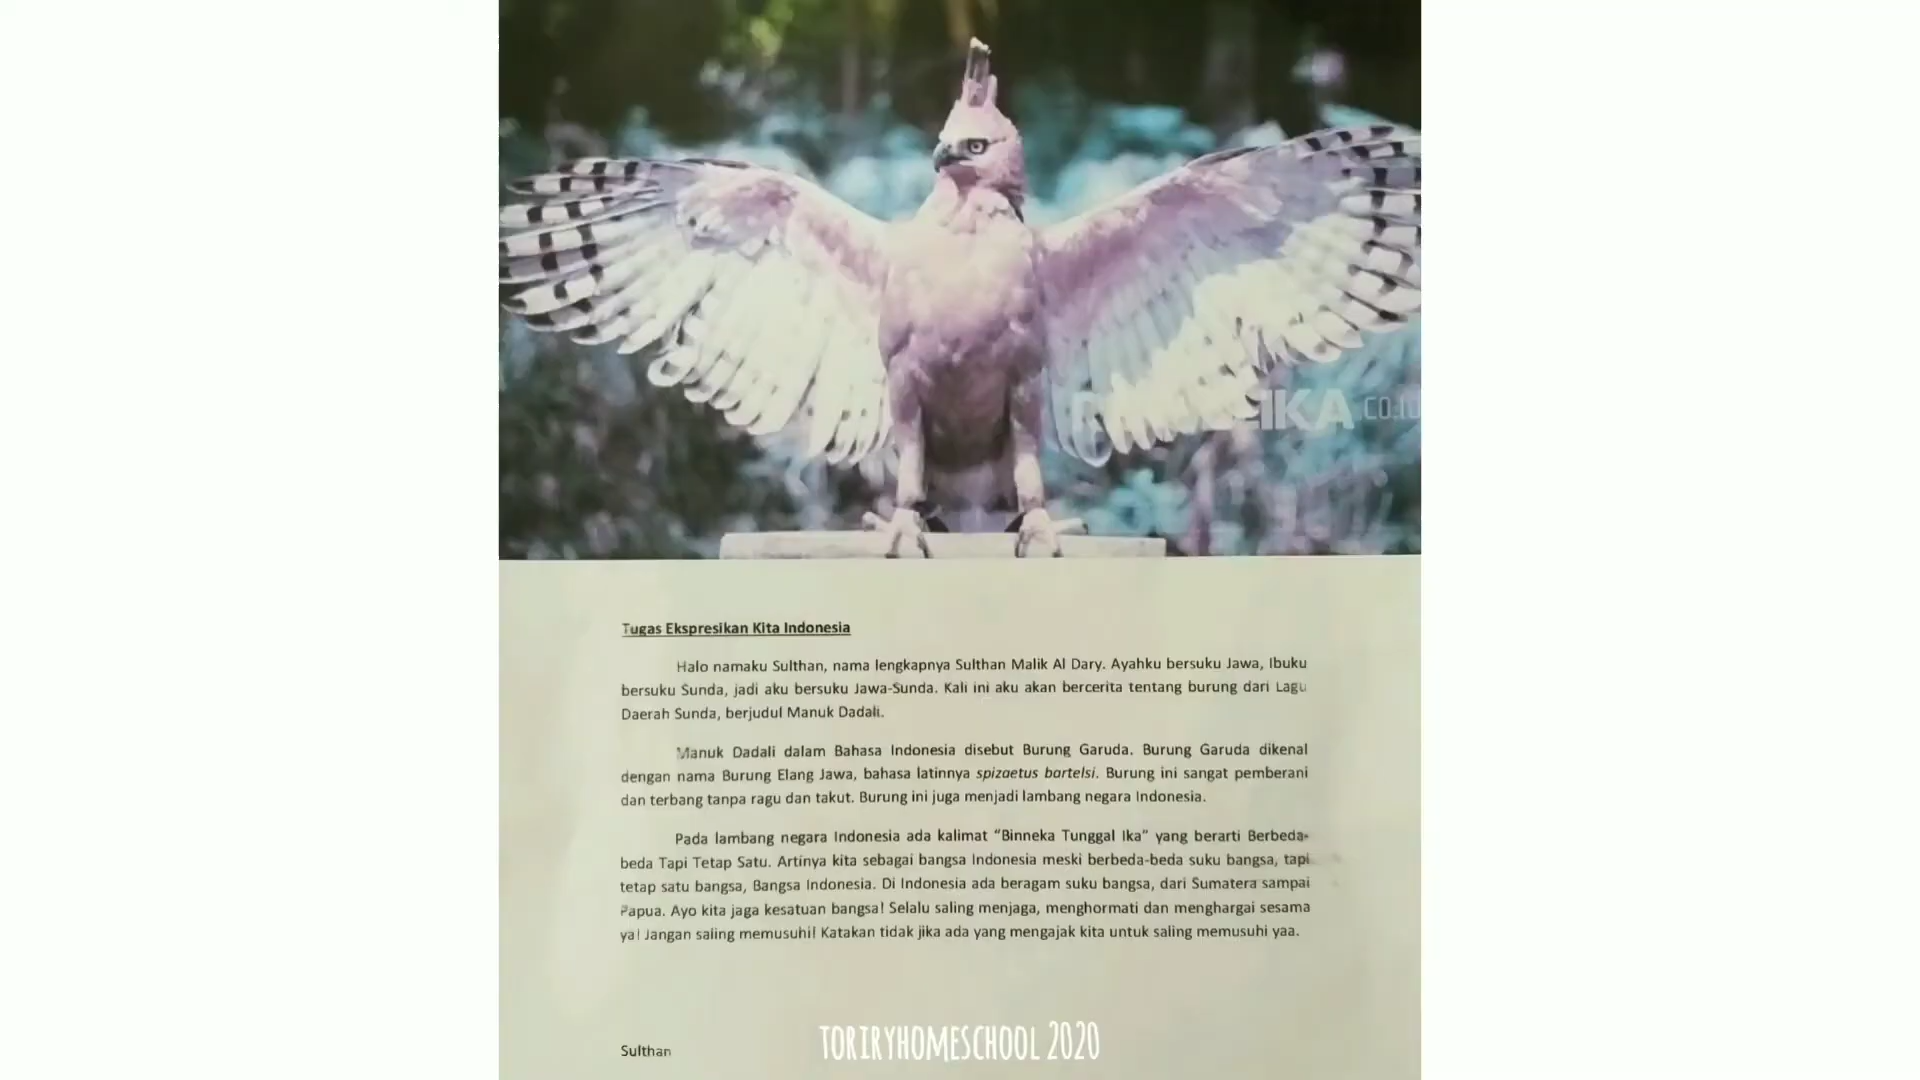 IKA.CO.ID
Tugas Ekspresikan Kita Indonesia
Halo namaku Sulthan, nama lengkapnya Sulthan Malik Al Dary. Ayahku bersuku Jawa, Ibuku
bersuku Sunda, jadi aku bersuku Jawa-Sunda. Kali ini aku akan bercerita tentang burung dari Lagu
Daerah Sunda, berjudul Manuk Dadali.
Manuk Dadali dalam Bahasa Indonesia disebut Burung Garuda. Burung Garuda dikenal
dengan nama Burung Elang Jawa, bahasa latinnya spizaetus bartelsi. Burung ini sangat pemberani
dan terbang tanpa ragu dan takut. Burung ini juga menjadi lambang negara Indonesia.
Pada lambang negara Indonesia ada kalimat “Binneka Tunggal Ika” yang berarti Berbeda-
beda Tapi Tetap Satu. Artinya kita sebagai bangsa Indonesia meski berbeda-beda suku bangsa, tapi
tetap satu bangsa, Bangsa Indonesia. Di Indonesia ada beragam suku bangsa, dari Sumatera sampai
Papua. Ayo kita jaga kesatuan bangsa! Selalu saling menjaga, menghormati dan menghargai sesama
ya! Jangan saling memusuhi! Katakan tidak jika ada yang mengajak kita untuk saling memusuhi yaa.
Sulthan
TORIRYHOMESCHOOL 2020